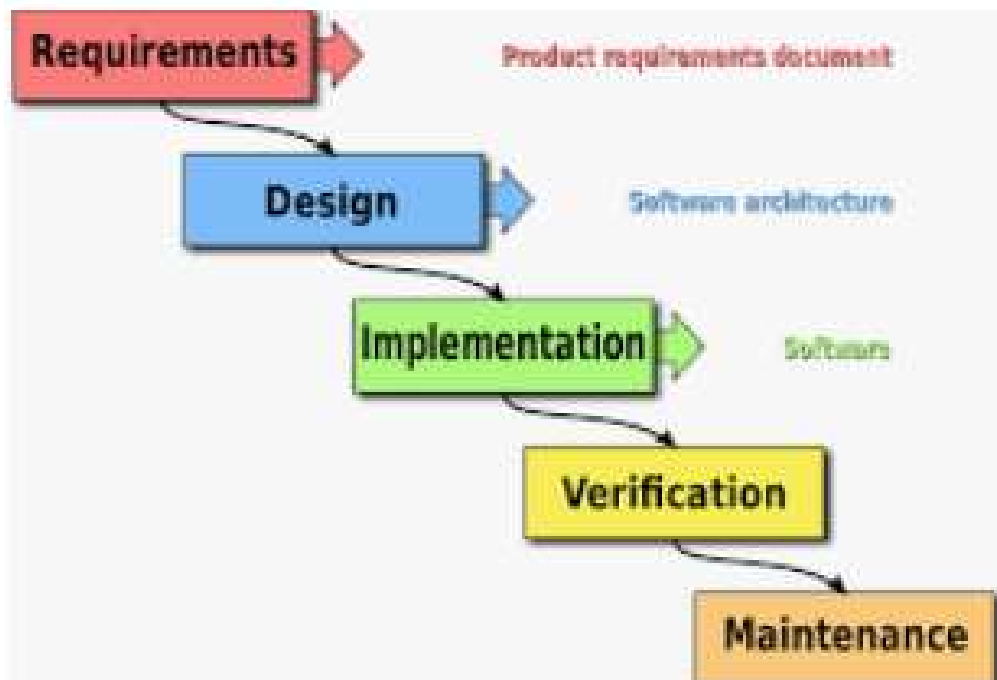 Requirements
Product requirements document
Design
Software architecture
Implementation
Software
Verification
Maintenance